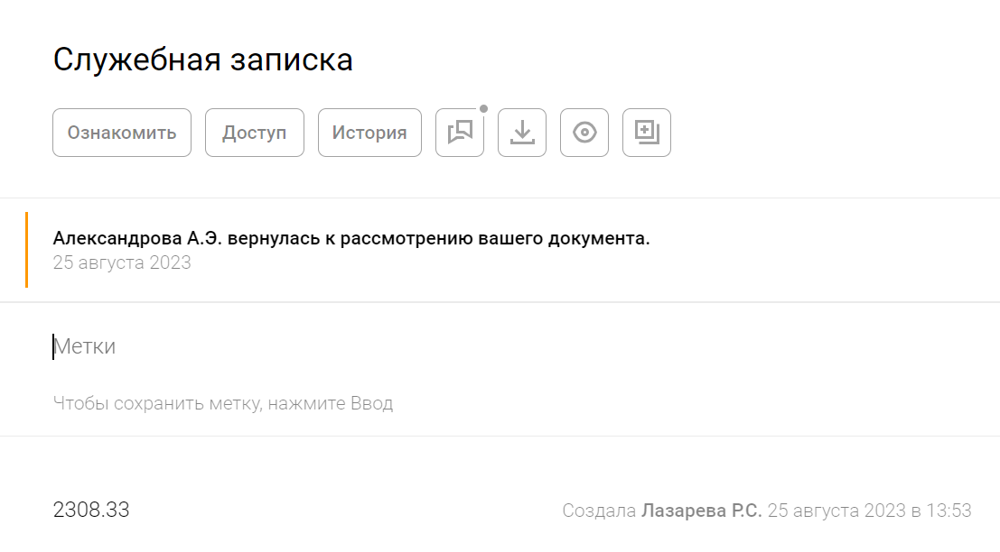 Служебная записка
Ознакомить Доступ История
Александрова А.Э. вернулась к рассмотрению вашего документа.
25 августа 2023
Метки
Чтобы сохранить метку, нажмите Ввод
2308.33 Создала Лазарева Р.С. 25 августа 2023 в 13:53